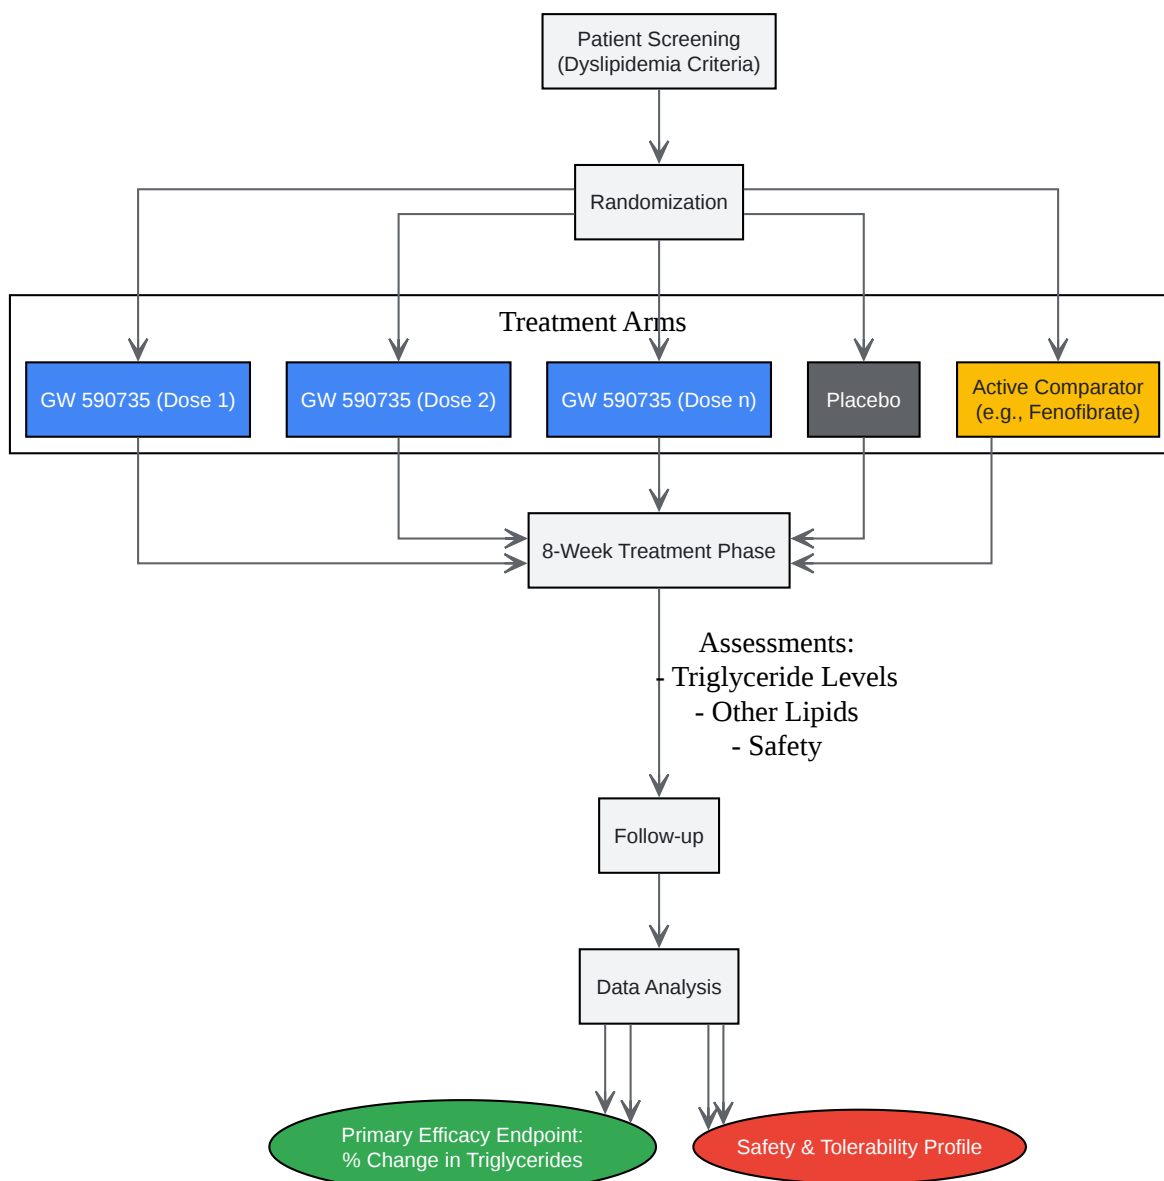 Patient Screening
(Dyslipidemia Criteria)
Randomization
Treatment Arms
GW 590735 (Dose 1)
GW 590735 (Dose 2)
GW 590735 (Dose n)
Placebo
Active Comparator
(e.g., Fenofibrate)
8-Week Treatment Phase
Assessments:
- Triglyceride Levels
- Other Lipids
- Safety
Follow-up
Data Analysis
Primary Efficacy Endpoint:
% Change in Triglycerides
Safety & Tolerability Profile